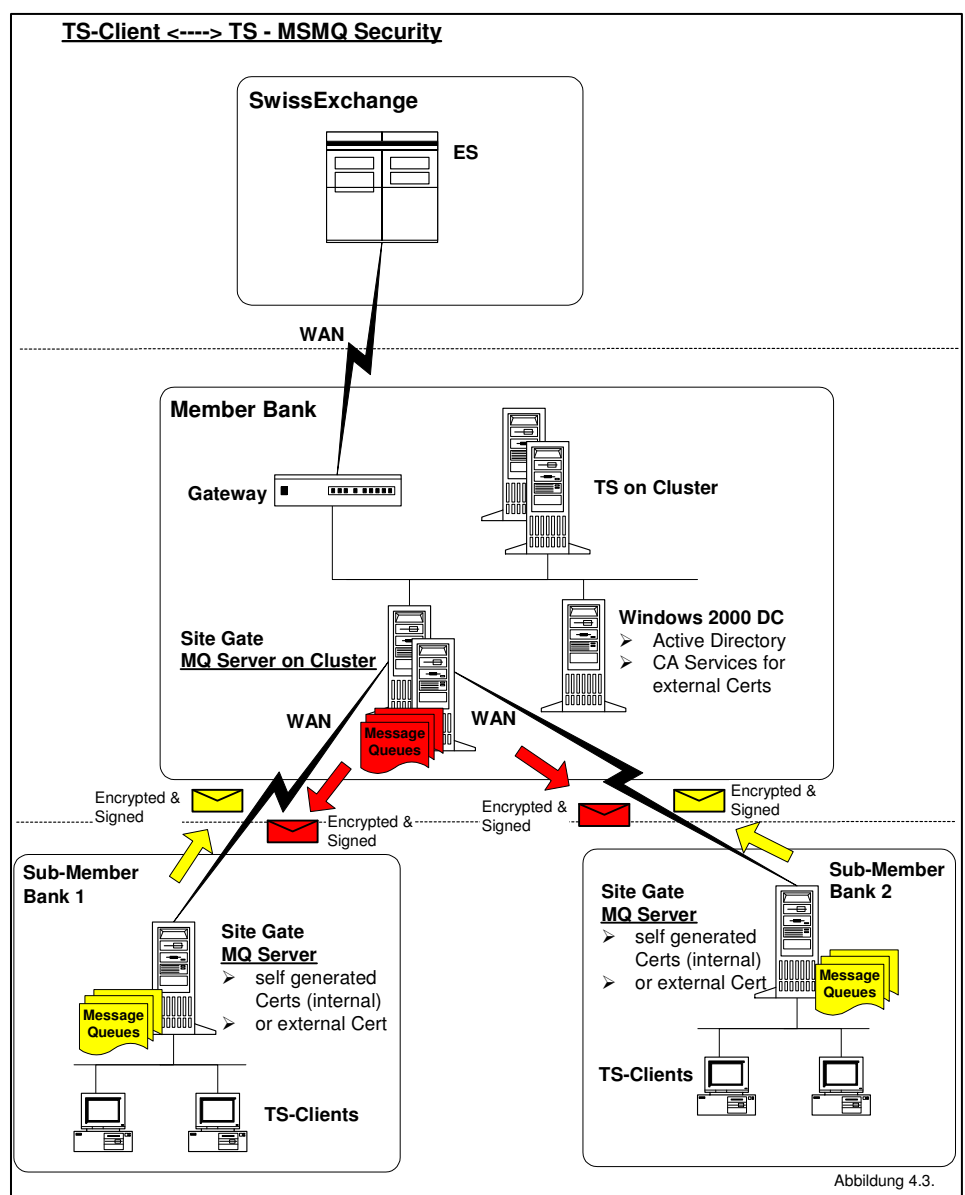 TS-Client <----> TS - MSMQ Security
SwissExchange
ES
WAN
Member Bank
Gateway
TS on Cluster
Site Gate
MQ Server on Cluster
Windows 2000 DC
➢ Active Directory
➢ CA Services for
external Certs
WAN
WAN
Message
Queues
Encrypted &
Signed
Encrypted &
Signed
Encrypted &
Signed
Encrypted &
Signed
Sub-Member
Bank 1
Site Gate
MQ Server
➢ self generated
Certs (internal)
➢ or external Cert
Message
Queues
TS-Clients
Sub-Member
Bank 2
Site Gate
MQ Server
➢ self generated
Certs (internal)
➢ or external Cert
Message
Queues
TS-Clients
Abbildung 4.3.